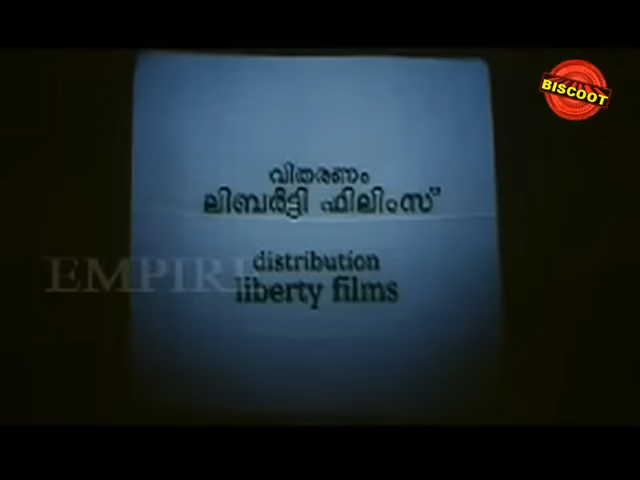 BISCOOT
വിതരണം
ലിബർട്ടി ഫിലിംസ്
distribution
EMPIRE
liberty films